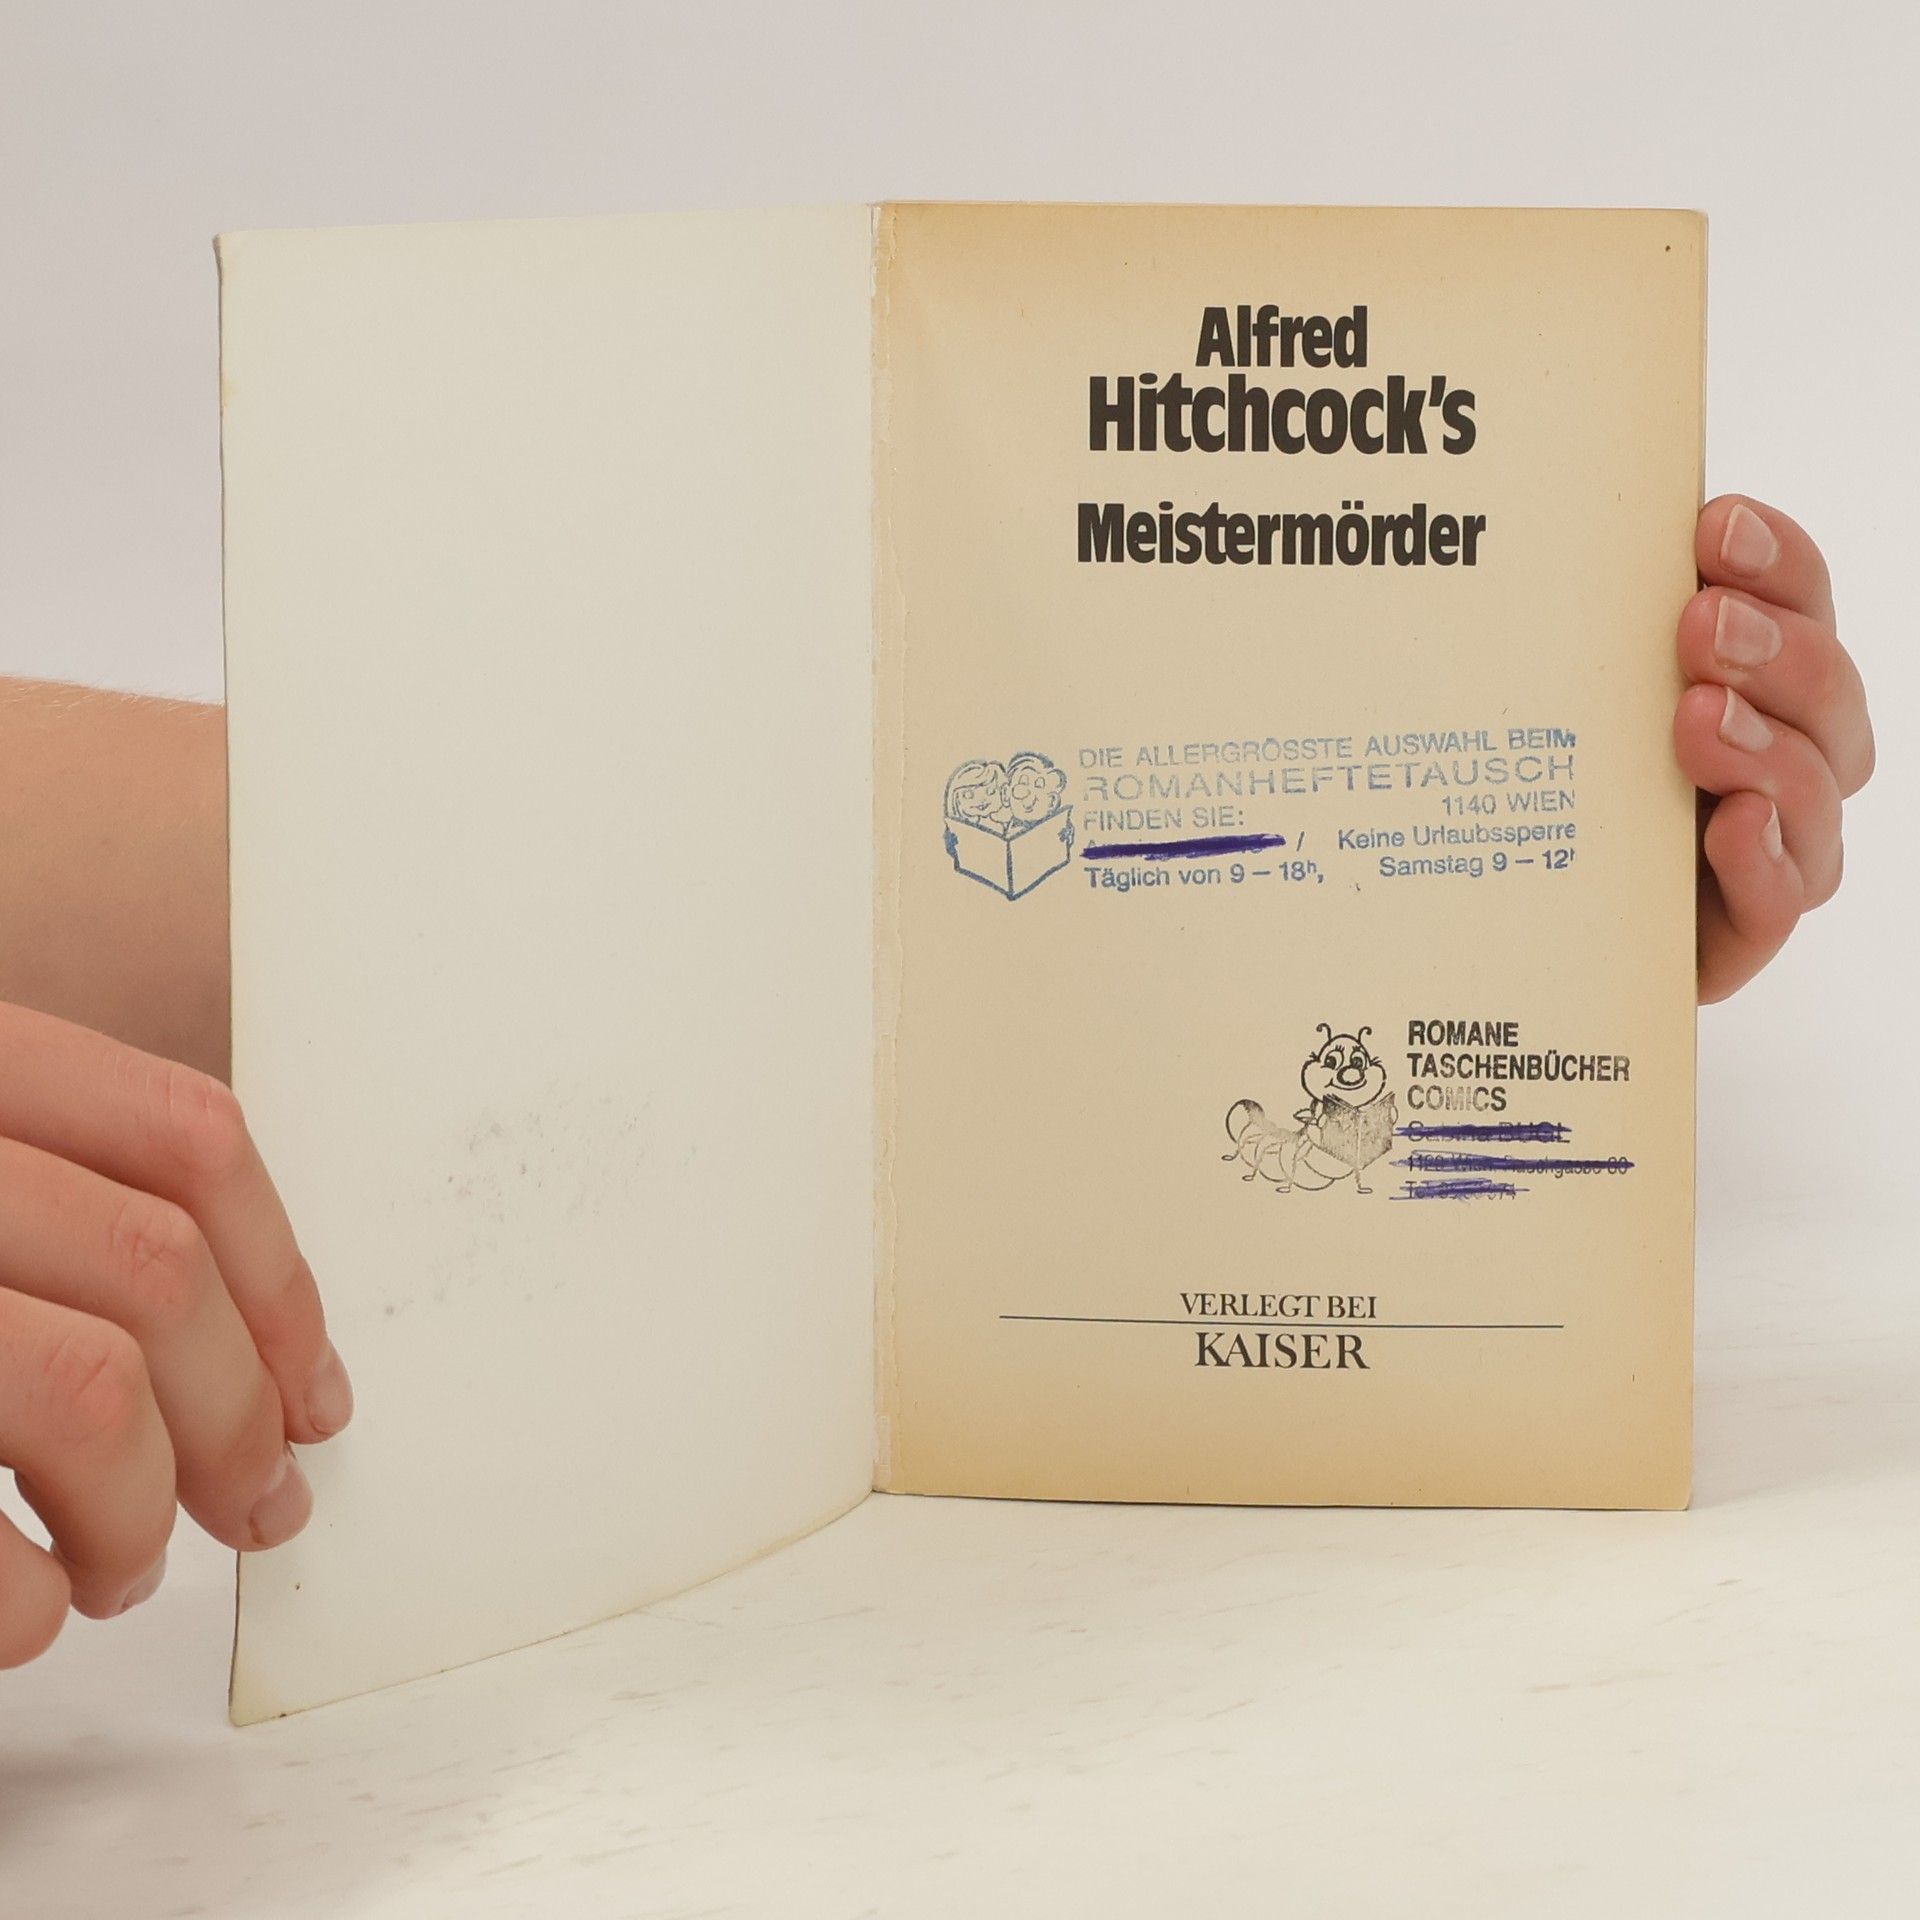 Alfred
Hitchcock's
Meistermörder
DIE ALLERGRÖSSTE AUSWAHL BEIM
ROMANHEFTETAUSCH
FINDEN SIE: 1140 WIEN
/ Keine Urlaubssperre
Täglich von 9 – 18h, Samstag 9 – 12h
ROMANE
TASCHENBÜCHER
COMICS
VERLEGT BEI
KAISER